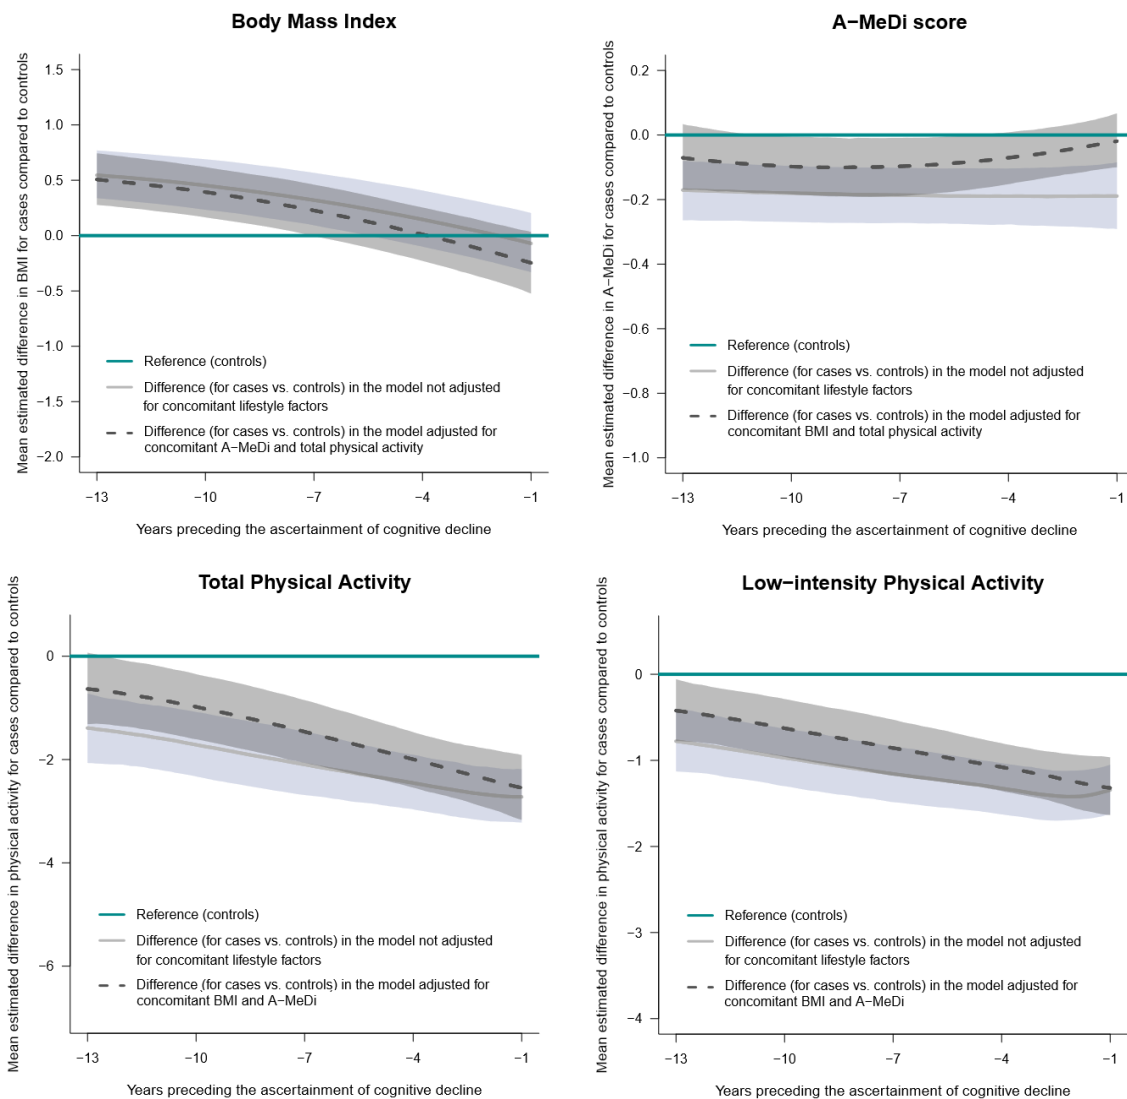 Body Mass Index
Mean estimated difference in BMI for cases compared to controls
1.5
1.0
0.5
0.0
−0.5
−1.0
1.5
−2.0
Reference (controls)
Difference (for cases vs. controls) in the model not adjusted
for concomitant lifestyle factors
Difference (for cases vs. controls) in the model adjusted for
concomitant A−MeDi and total physical activity
−13
−10
−7
−4
−1
Years preceding the ascertainment of cognitive decline
A−MeDi score
Mean estimated difference in A−MeDi for cases compared to controls
0.2
0.0
−0.2
−0.4
−0.6
−0.8
−1.0
Reference (controls)
Difference (for cases vs. controls) in the model not adjusted
for concomitant lifestyle factors
Difference (for cases vs. controls) in the model adjusted for
concomitant BMI and total physical activity
−13
−10
−7
−4
−1
Years preceding the ascertainment of cognitive decline
Total Physical Activity
Mean estimated difference in physical activity for cases compared to controls
0
−2
−4
−6
Reference (controls)
Difference (for cases vs. controls) in the model not adjusted
for concomitant lifestyle factors
Difference (for cases vs. controls) in the model adjusted for
concomitant BMI and A−MeDi
−13
−10
−7
−4
−1
Years preceding the ascertainment of cognitive decline
Low−intensity Physical Activity
Mean estimated difference in physical activity for cases compared to controls
0
−1
−2
−3
−4
Reference (controls)
Difference (for cases vs. controls) in the model not adjusted
for concomitant lifestyle factors
Difference (for cases vs. controls) in the model adjusted for
concomitant BMI and A−MeDi
−13
−10
−7
−4
−1
Years preceding the ascertainment of cognitive decline